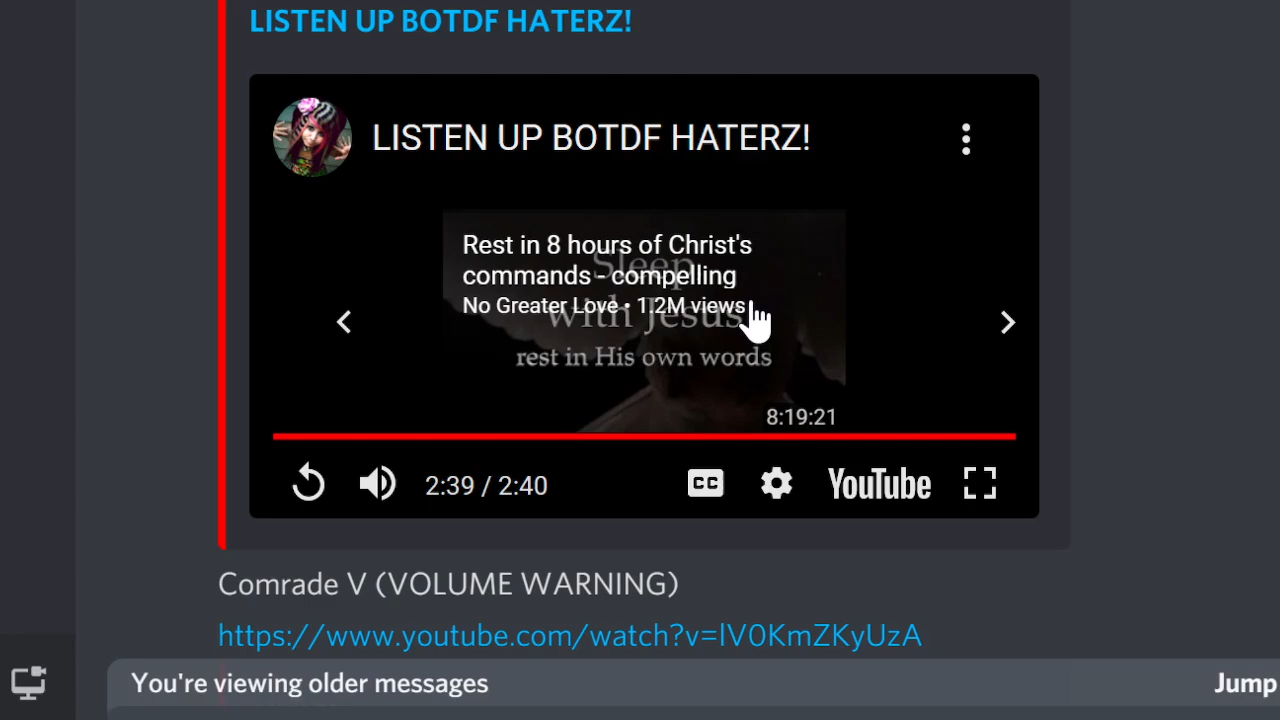 LISTEN UP BOTDF HATERZ!
LISTEN UP BOTDF HATERZ!
Rest in 8 hours of Christ's
commands - compelling
No Greater Love • 1.2M views
Sleep
with Jesus
rest in His own words
8:19:21
2:39 / 2:40
CC
YouTube
Comrade V (VOLUME WARNING)
https://www.youtube.com/watch?v=lV0KmZKyUzA
You're viewing older messages
Jump